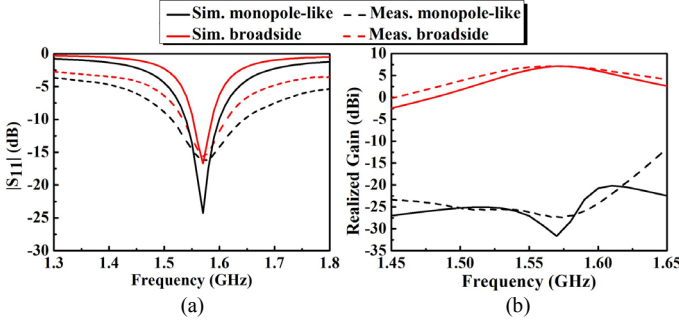 Sim. monopole-like Meas. monopole-like
Sim. broadside Meas. broadside
0
-5
-10
-15
-20
-25
-30
|S11| (dB)
1.3 1.4 1.5 1.6 1.7 1.8
Frequency (GHz)
(a)
10
5
0
-5
-10
-15
-20
-25
-30
-35
Realized Gain (dBi)
1.45 1.50 1.55 1.60 1.65
Frequency (GHz)
(b)